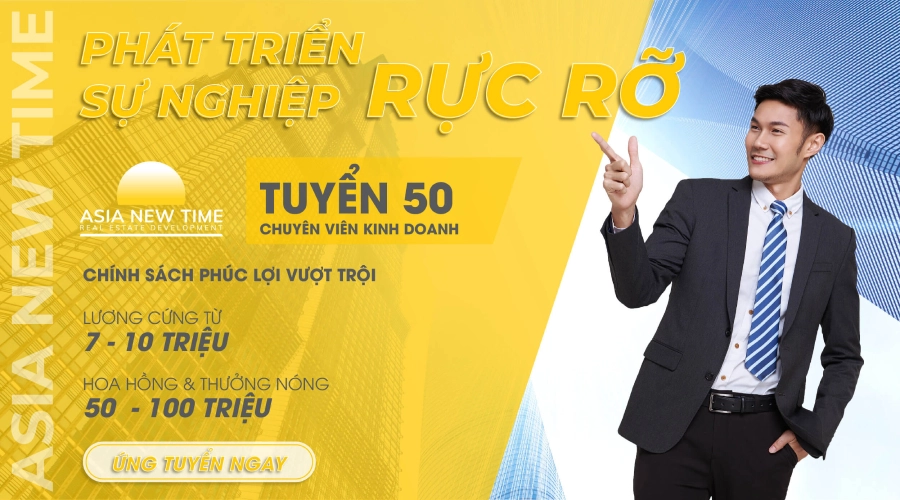 ASIA NEW TIME
PHÁT TRIỂN
SỰ NGHIỆP
RỰC RỠ
ASIA NEW TIME
REAL ESTATE DEVELOPMENT
TUYỂN 50
CHUYÊN VIÊN KINH DOANH
CHÍNH SÁCH PHÚC LỢI VƯỢT TRỘI
LƯƠNG CỨNG TỪ
7 - 10 TRIỆU
HOA HỒNG & THƯỞNG NÓNG
50 - 100 TRIỆU
ỨNG TUYỂN NGAY